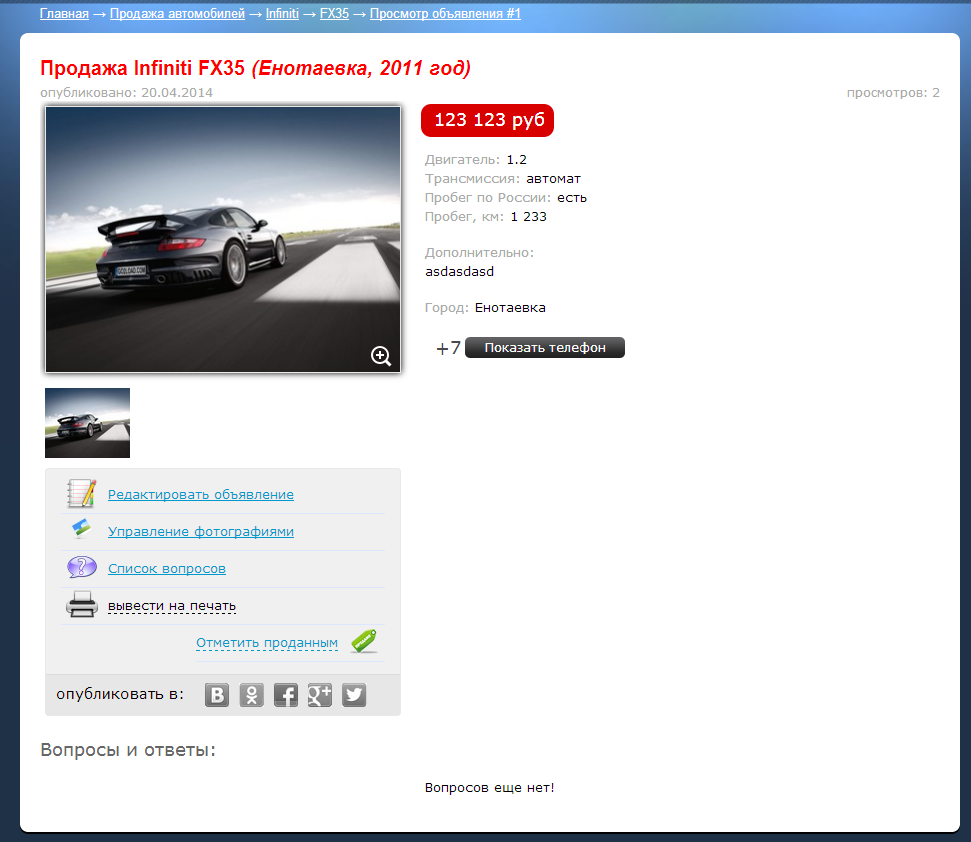 Главная → Продажа автомобилей → Infiniti → FX35 → Просмотр объявления #1
Продажа Infiniti FX35 (Енотаевка, 2011 год)
опубликовано: 20.04.2014
просмотров: 2
123 123 руб
Двигатель: 1.2
Трансмиссия: автомат
Пробег по России: есть
Пробег, км: 1 233
Дополнительно:
asdasdasd
Город: Енотаевка
+7 Показать телефон
Редактировать объявление
Управление фотографиями
Список вопросов
вывести на печать
Отметить проданным
опубликовать в:
Вопросы и ответы:
Вопросов еще нет!